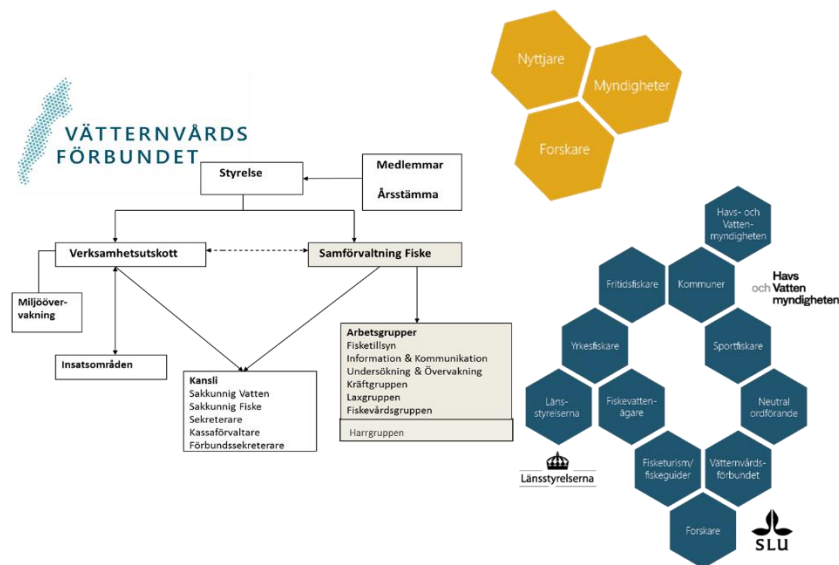 VÄTTERNVÅRDS
FÖRBUNDET
Styrelse
Medlemmar
Årsstämma
Verksamhetsutskott
Samförvaltning Fiske
Miljööver-
vakning
Insatsområden
Kansli
Sakkunnig Vatten
Sakkunnig Fiske
Sekreterare
Kassaförvaltare
Förbundssekreterare
Arbetsgrupper
Fisketillsyn
Information & Kommunikation
Undersökning & Övervakning
Kräftgruppen
Laxgruppen
Fiskevårdsgruppen
Harrgruppen
Nyttjare
Myndigheter
Forskare
Havs- och
Vatten-
myndigheten
Fritidsfiskare
Kommuner
Havs
och Vatten
myndigheten
Yrkesfiskare
Sportfiskare
Läns-
styrelserna
Fiskevatten-
ägare
Neutral
ordförande
Fisketurism/
fiskeguider
Vätternvårds-
förbundet
Länsstyrelserna
Forskare
SLU